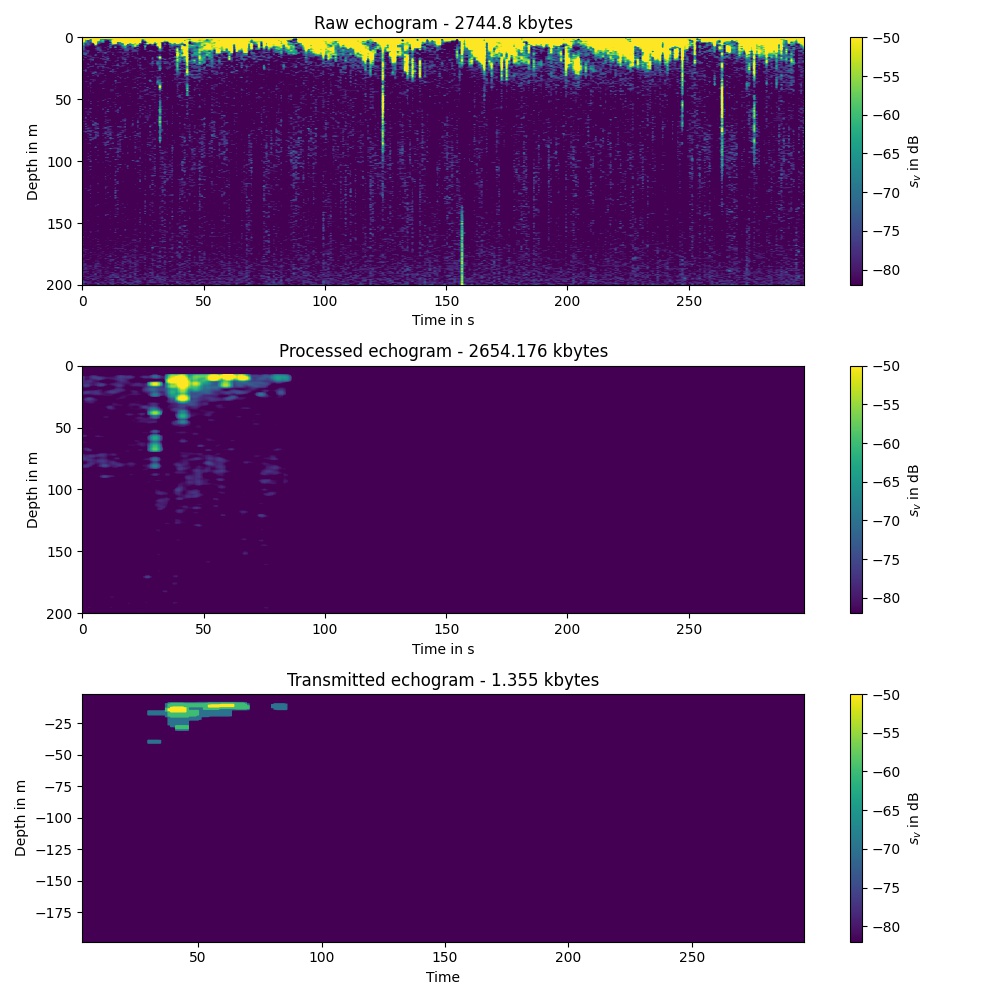 Raw echogram - 2744.8 kbytes
0
50
100
150
200
Depth in m
0 50 100 150 200 250
Time in s
−50
−55
−60
−65
−70
−75
−80
sv in dB
Processed echogram - 2654.176 kbytes
0
50
100
150
200
Depth in m
0 50 100 150 200 250
Time in s
−50
−55
−60
−65
−70
−75
−80
sv in dB
Transmitted echogram - 1.355 kbytes
−25
−50
−75
−100
−125
−150
−175
Depth in m
50 100 150 200 250
Time
−50
−55
−60
−65
−70
−75
−80
sv in dB